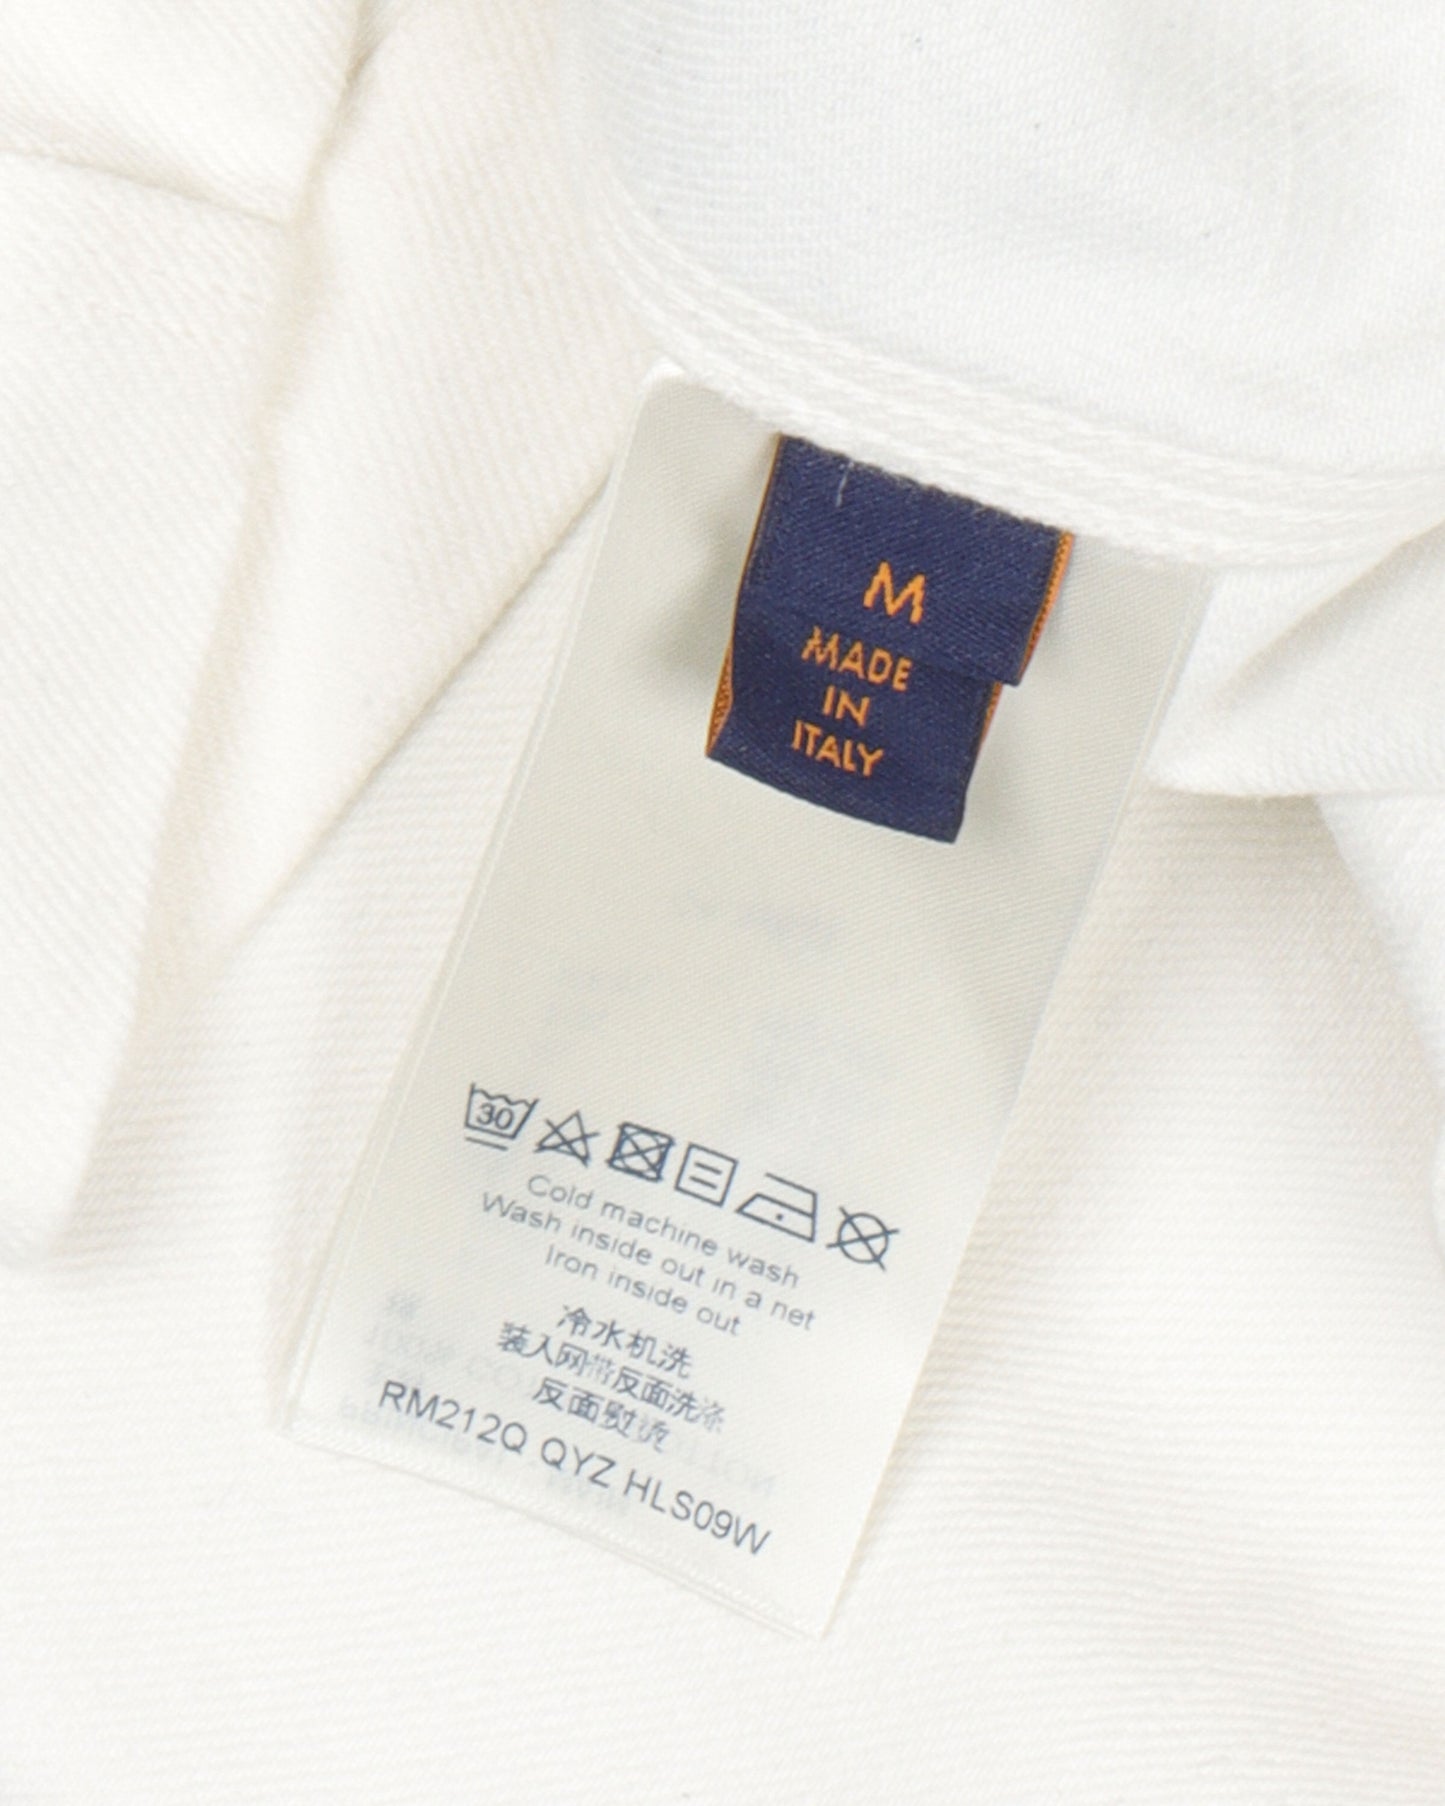 M
MADE
IN
ITALY
30
Cold machine wash
Wash inside out in a net
Iron inside out
冷水机洗
装入网带反面洗涤
反面熨烫
RM212Q QYZ HLS09W